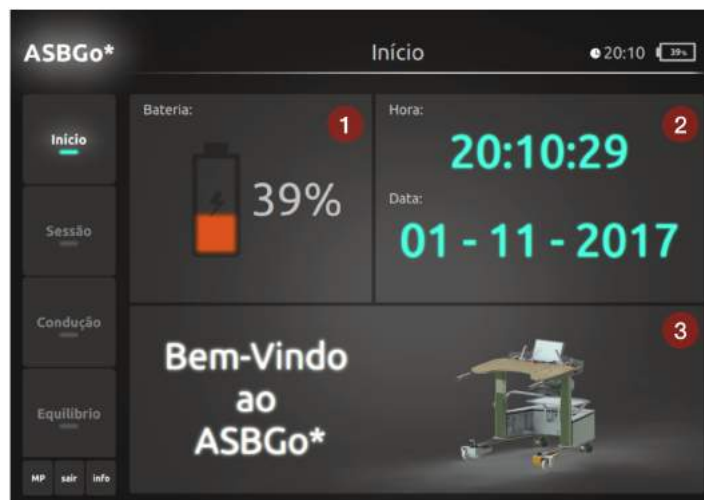 ASBGo*
Início
20:10
39%
Início
Sessão
Condução
Equilíbrio
MP sair info
Bateria:
1
39%
Hora:
2
20:10:29
Data:
01 - 11 - 2017
3
Bem-Vindo
ao
ASBGo*